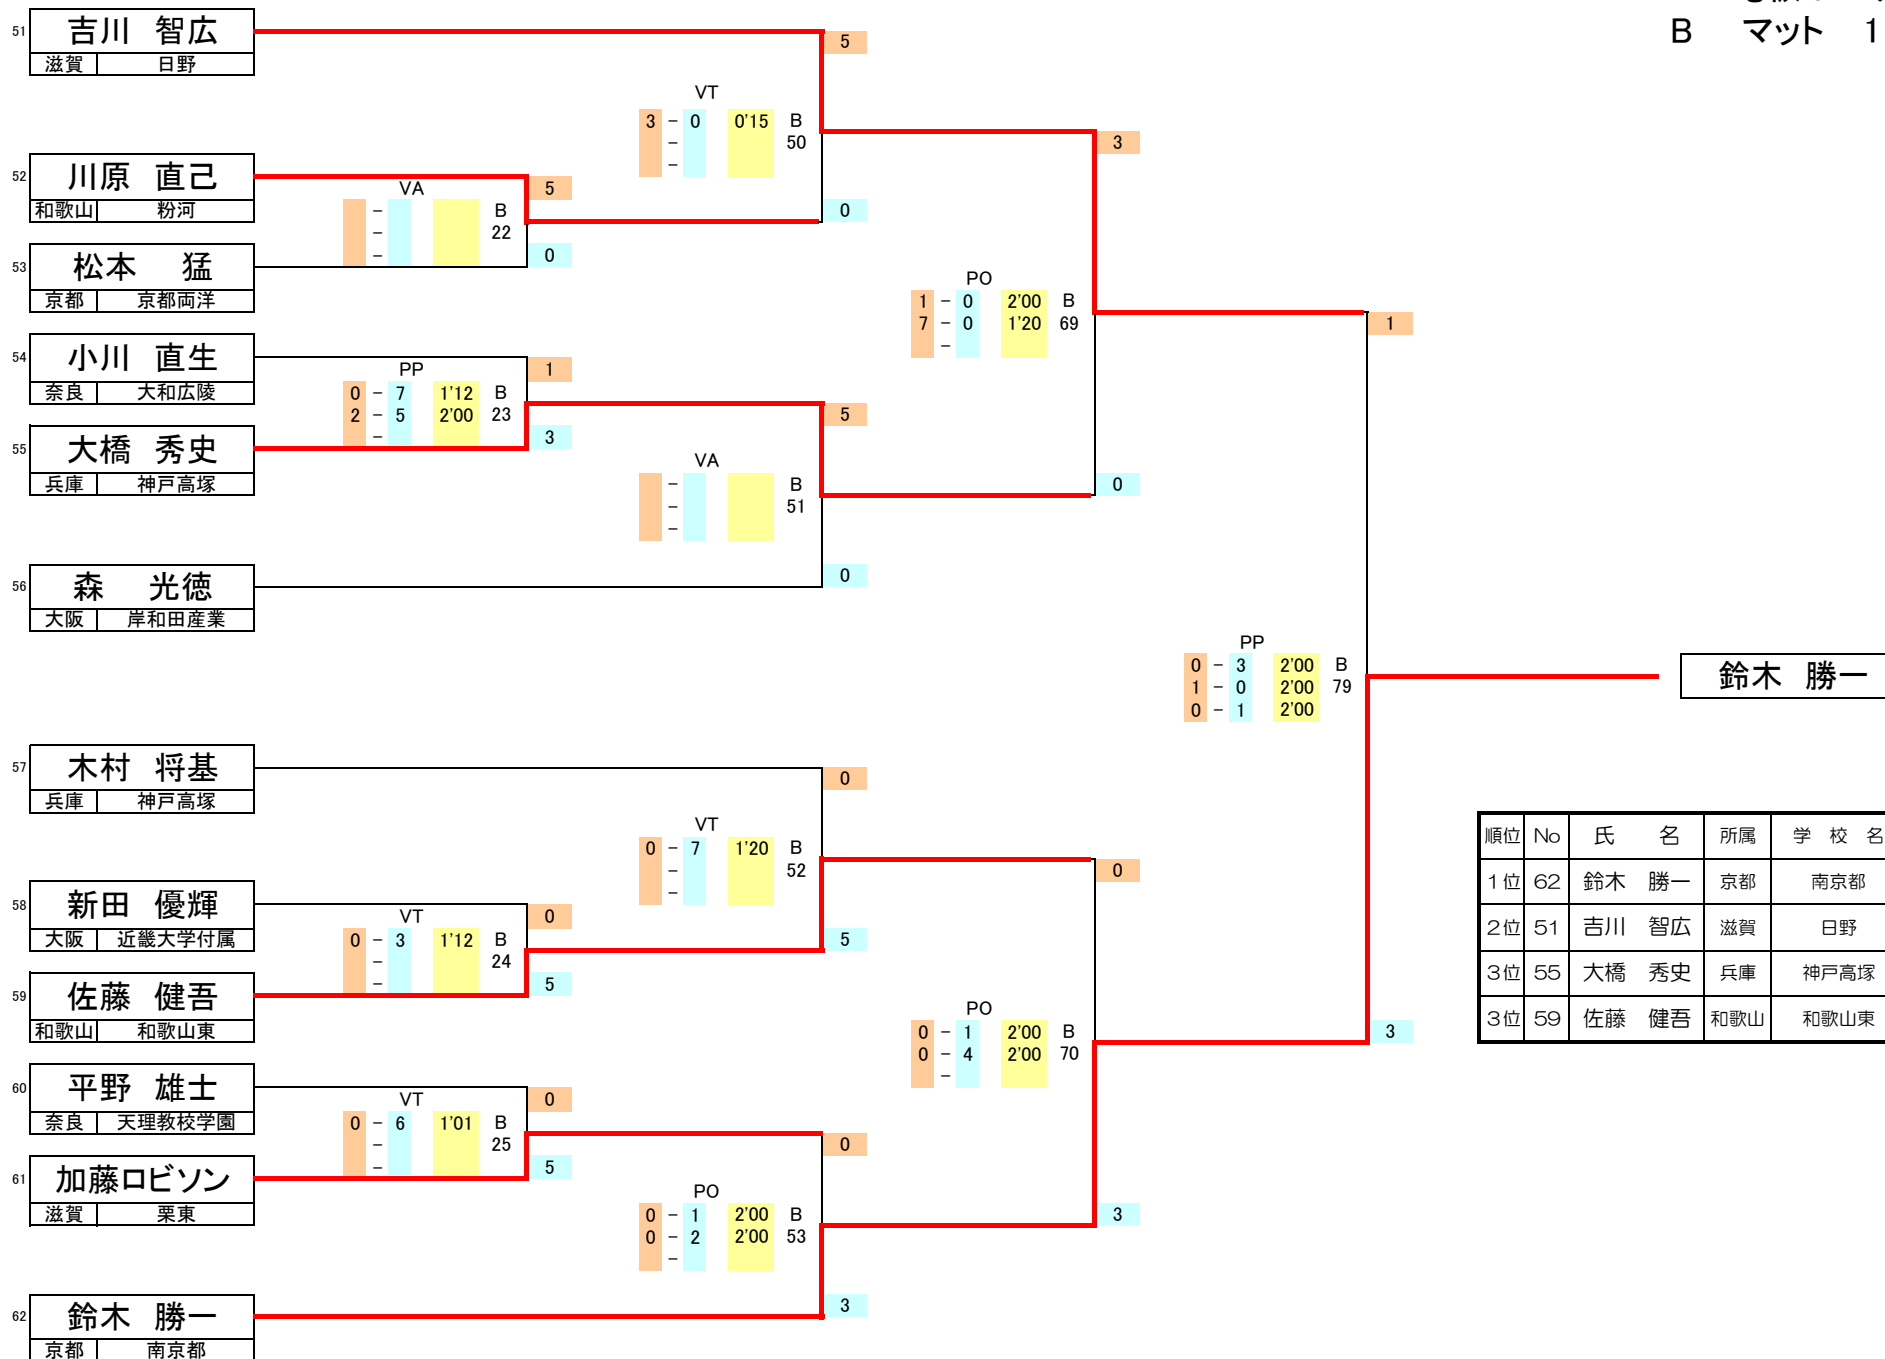 B マット 1
51 吉川 智広
滋賀 日野
5
VT
3 - 0 0'15 B
- 50
-
3
52 川原 直己
和歌山 粉河
5
VA
- B
- 22
-
0
0
53 松本 猛
京都 京都両洋
PO
1 - 0 2'00 B
7 - 0 1'20 69
-
1
54 小川 直生
奈良 大和広陵
1
PP
0 - 7 1'12 B
2 - 5 2'00 23
-
3
5
55 大橋 秀史
兵庫 神戸高塚
VA
- B
- 51
-
0
0
56 森 光徳
大阪 岸和田産業
PP
0 - 3 2'00 B
1 - 0 2'00 79
0 - 1 2'00
鈴木 勝一
57 木村 将基
兵庫 神戸高塚
0
VT
0 - 7 1'20 B
- 52
-
0
58 新田 優輝
大阪 近畿大学付属
0
VT
0 - 3 1'12 B
- 24
-
5
5
59 佐藤 健吾
和歌山 和歌山東
PO
0 - 1 2'00 B
0 - 4 2'00 70
-
3
60 平野 雄士
奈良 天理教校学園
0
VT
0 - 6 1'01 B
- 25
-
5
0
61 加藤ロビソン
滋賀 栗東
PO
0 - 1 2'00 B
0 - 2 2'00 53
-
3
3
62 鈴木 勝一
京都 南京都
順位 No 氏 名 所属 学 校 名
1位 62 鈴木 勝一 京都 南京都
2位 51 吉川 智広 滋賀 日野
3位 55 大橋 秀史 兵庫 神戸高塚
3位 59 佐藤 健吾 和歌山 和歌山東